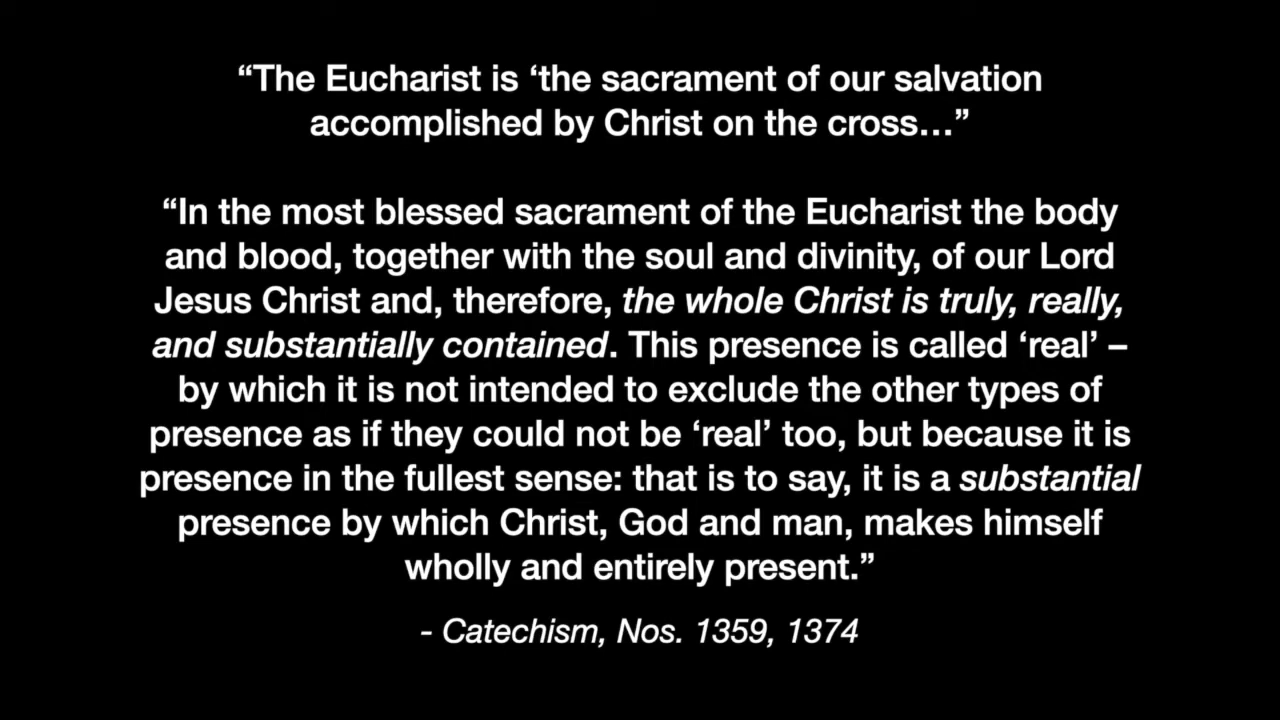 “The Eucharist is ‘the sacrament of our salvation
accomplished by Christ on the cross…”
“In the most blessed sacrament of the Eucharist the body
and blood, together with the soul and divinity, of our Lord
Jesus Christ and, therefore, the whole Christ is truly, really,
and substantially contained. This presence is called ‘real’ –
by which it is not intended to exclude the other types of
presence as if they could not be ‘real’ too, but because it is
presence in the fullest sense: that is to say, it is a substantial
presence by which Christ, God and man, makes himself
wholly and entirely present.”
- Catechism, Nos. 1359, 1374